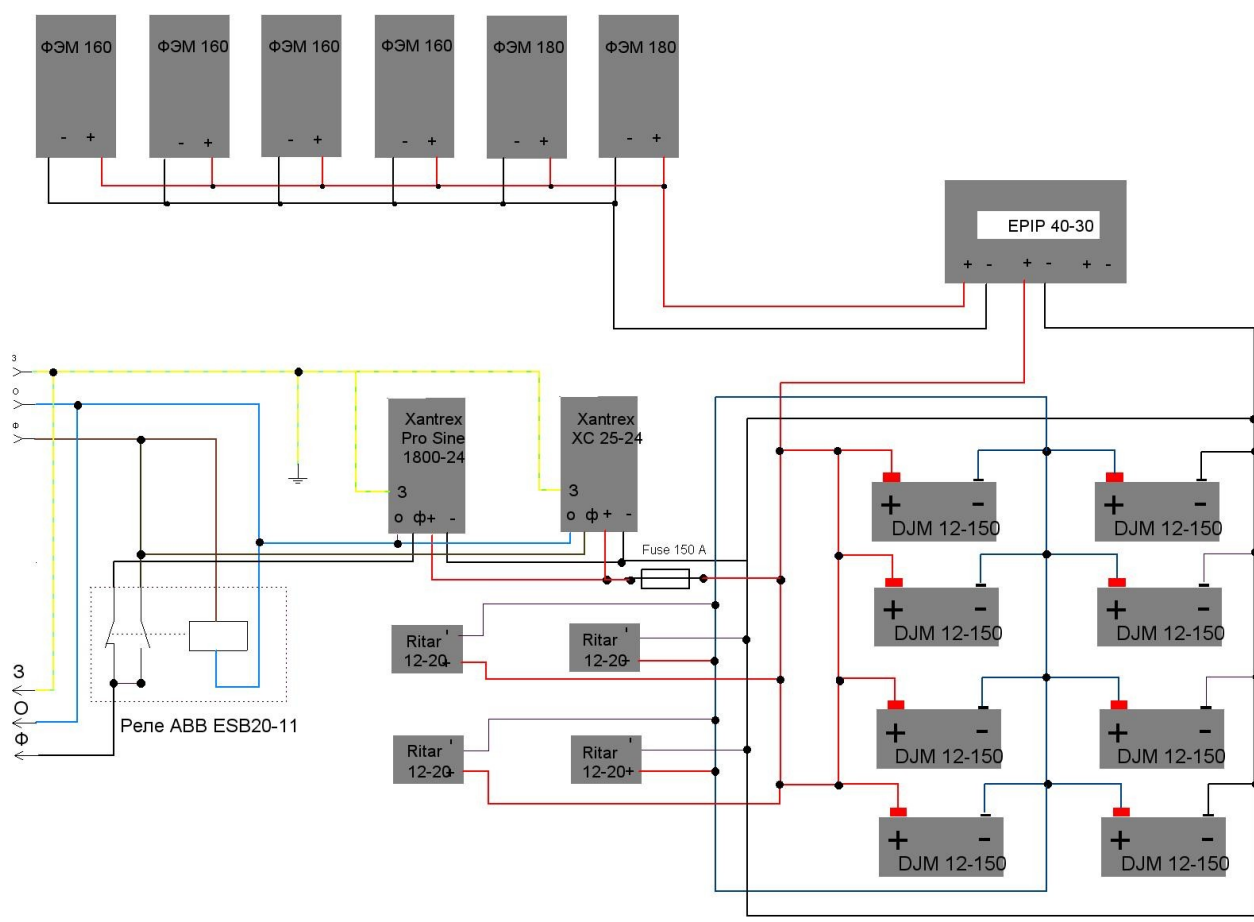 ФЭМ 160
ФЭМ 160
ФЭМ 160
ФЭМ 160
ФЭМ 180
ФЭМ 180
- +
- +
- +
- +
- +
- +
EPIP 40-30
+ - + - + -
З
О
Ф
Xantrex
Pro Sine
1800-24
З
о ф+ -
Xantrex
XC 25-24
З
о ф + -
Fuse 150 A
DJM 12-150
+ -
DJM 12-150
+ -
DJM 12-150
+ -
DJM 12-150
+ -
DJM 12-150
+ -
DJM 12-150
+ -
DJM 12-150
+ -
DJM 12-150
+ -
Ritar
12-20+
Ritar
12-20+
Ritar
12-20+
Ritar
12-20+
З
О
Ф
Реле ABB ESB20-11